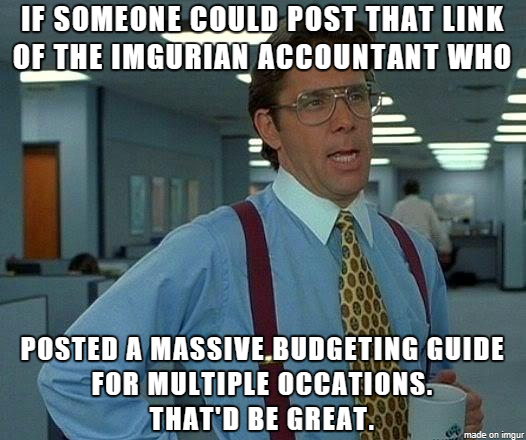 IF SOMEONE COULD POST THAT LINK
OF THE IMGURIAN ACCOUNTANT WHO
POSTED A MASSIVE BUDGETING GUIDE
FOR MULTIPLE OCCATIONS.
THAT'D BE GREAT.
made on imgur